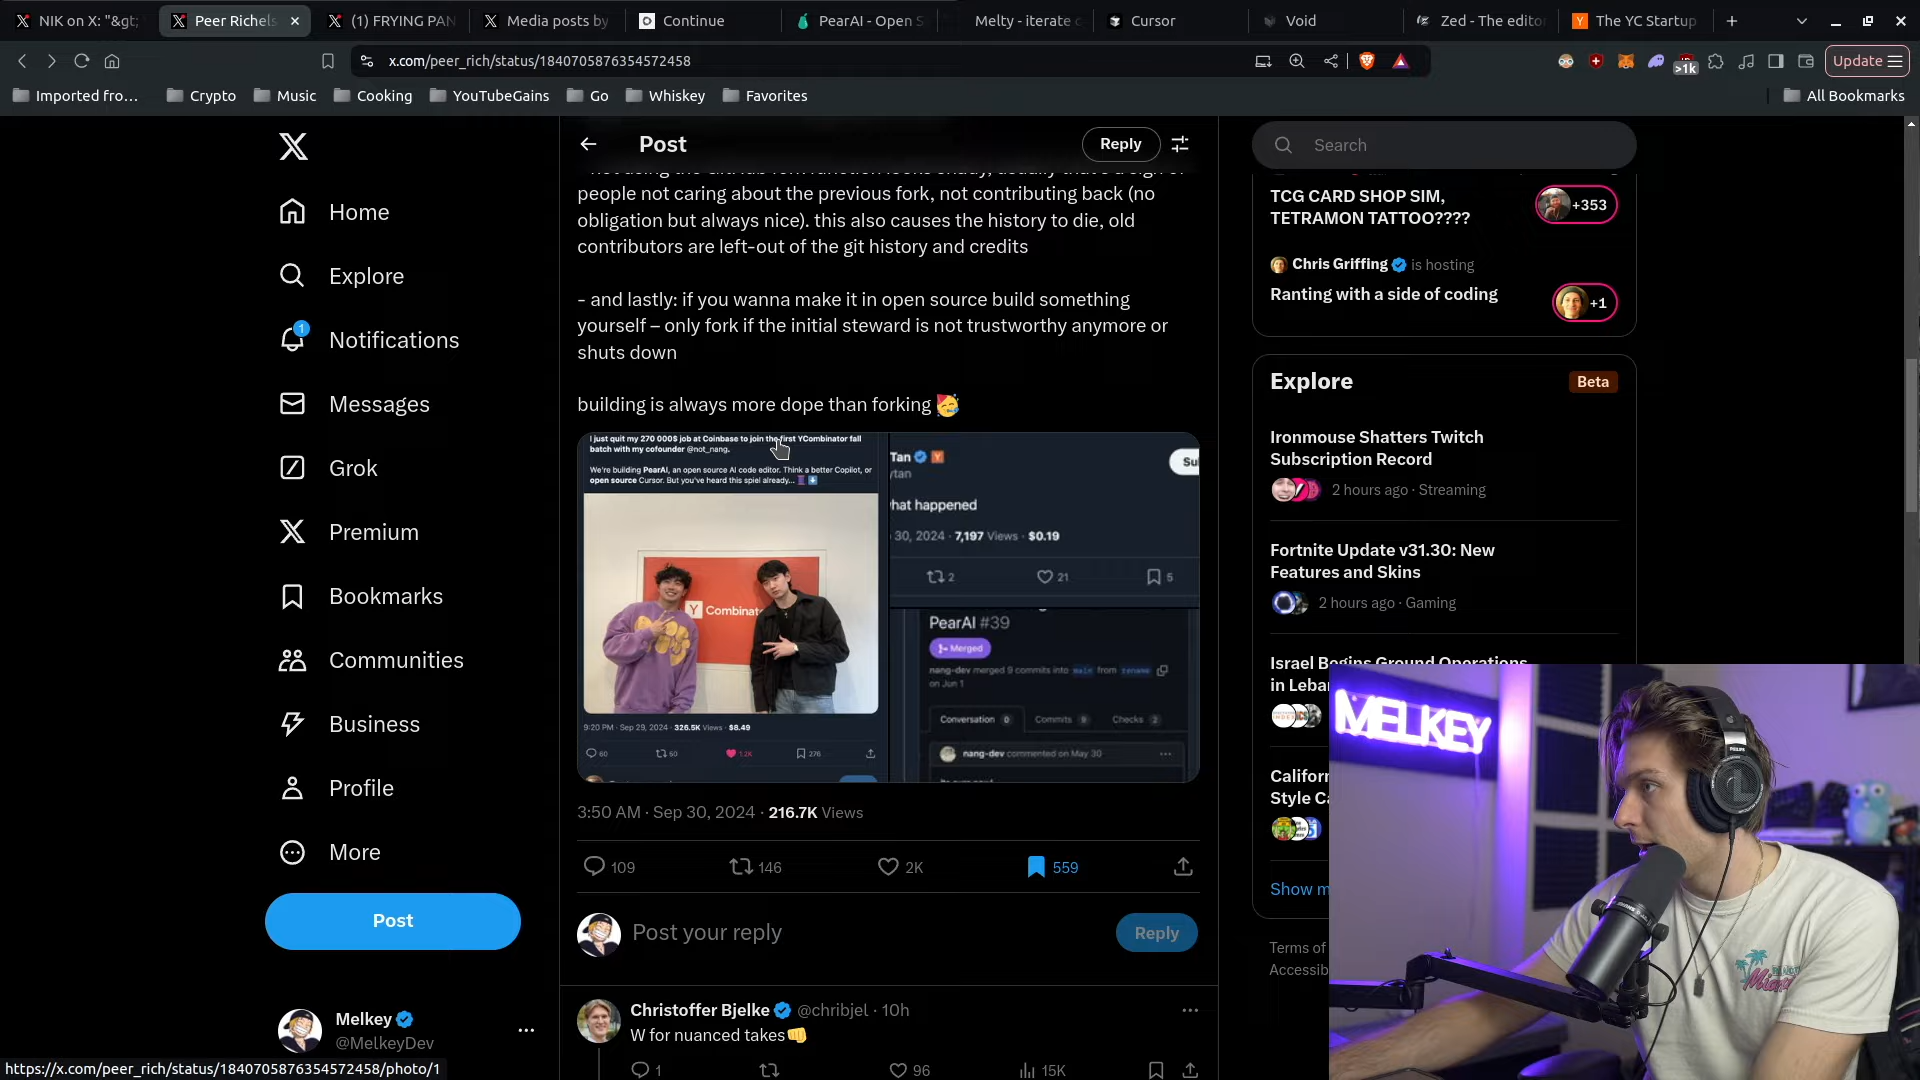 NIK on X: "&gt;
Peer Richels
(1) FRYING PAN
Media posts by
Continue
PearAI - Open S
Melty - iterate c
Cursor
Void
Zed - The editor
The YC Startup
x.com/peer_rich/status/1840705876354572458
>1k
Update
Imported fro...
Crypto
Music
Cooking
YouTubeGains
Go
Whiskey
Favorites
All Bookmarks
Home
Explore
1
Notifications
Messages
Grok
Premium
Bookmarks
Communities
Business
Profile
More
Post
Melkey
@MelkeyDev
https://x.com/peer_rich/status/1840705876354572458/photo/1
Post
Reply
people not caring about the previous fork, not contributing back (no
obligation but always nice). this also causes the history to die, old
contributors are left-out of the git history and credits
- and lastly: if you wanna make it in open source build something
yourself – only fork if the initial steward is not trustworthy anymore or
shuts down
building is always more dope than forking 🥳
I just quit my 270 000$ job at Coinbase to join the first YCombinator fall
batch with my cofounder @not_nang.
We're building PearAI, an open source AI code editor. Think a better Copilot, or
open source Cursor. But you've heard this spiel already... 🧵⬇️
Y Combinat
9:20 PM · Sep 29, 2024 · 326.5K Views · $8.49
60
50
1.2K
276
Tan
tan
Su
hat happened
30, 2024 · 7,197 Views · $0.19
2
21
5
PearAI #39
Merged
nang-dev merged 9 commits into main from rename
on Jun 1
Conversation 0
Commits 9
Checks 2
nang-dev commented on May 30
3:50 AM · Sep 30, 2024 · 216.7K Views
109
146
2K
559
Post your reply
Reply
Christoffer Bjelke @chribjel · 10h
W for nuanced takes👊
1
96
15K
Search
TCG CARD SHOP SIM,
TETRAMON TATTOO????
+353
Chris Griffing is hosting
Ranting with a side of coding
+1
Explore
Beta
Ironmouse Shatters Twitch
Subscription Record
2 hours ago · Streaming
Fortnite Update v31.30: New
Features and Skins
2 hours ago · Gaming
Israel Begins Ground Operations
in Leba
Californ
Style Ca
Show m
Terms of
Accessib
MELKEY
PHILIPS
Miami